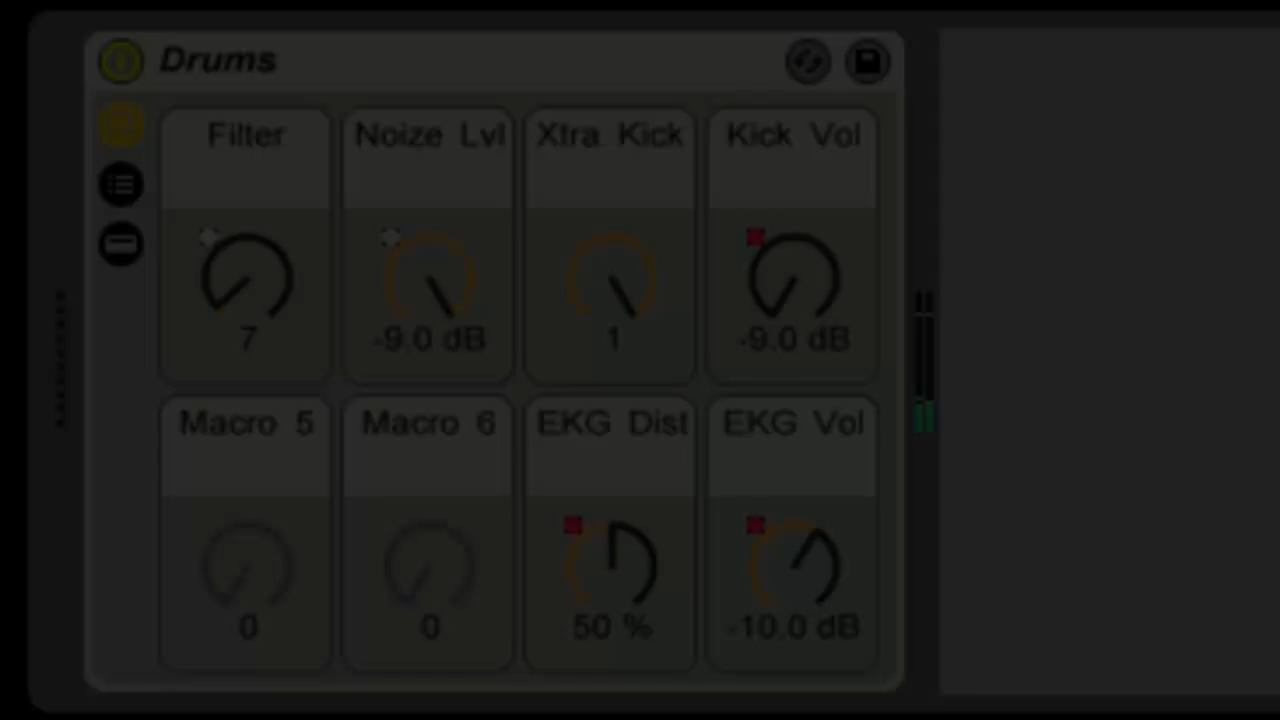 Drums
Filter Noize Lvl Xtra Kick Kick Vol
7 -9.0 dB 1 -9.0 dB
Macro 5 Macro 6 EKG Dist EKG Vol
0 0 50 % -10.0 dB